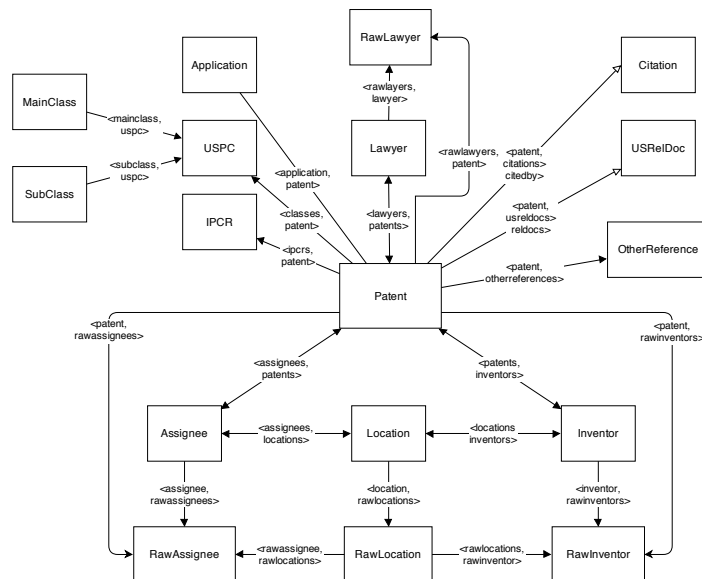 RawLawyer
Application
Citation
MainClass
<rawlayers,
lawyer>
<mainclass,
uspc>
USPC
Lawyer
<rawlawyers,
patent>
<patent,
citations>
citedby>
USRelDoc
<subclass,
uspc>
<application,
patent>
SubClass
<classes,
patent>
<lawyers,
patents>
<patent,
usreldocs>
reldocs>
IPCR
OtherReference
<ipcrs,
patent>
<patent,
otherreferences>
Patent
<patent,
rawassignees>
<patent,
rawinventors>
<assignees,
patents>
<patents,
inventors>
Assignee
<assignees,
locations>
Location
<locations
inventors>
Inventor
<assignee,
rawassignees>
<location,
rawlocations>
<inventor,
rawinventors>
RawAssignee
<rawassignee,
rawlocations>
RawLocation
<rawlocations,
rawinventor>
RawInventor